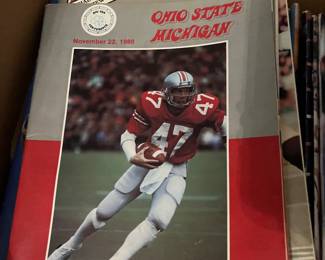 OHIO STATE
MICHIGAN
November 22, 1980
47
47